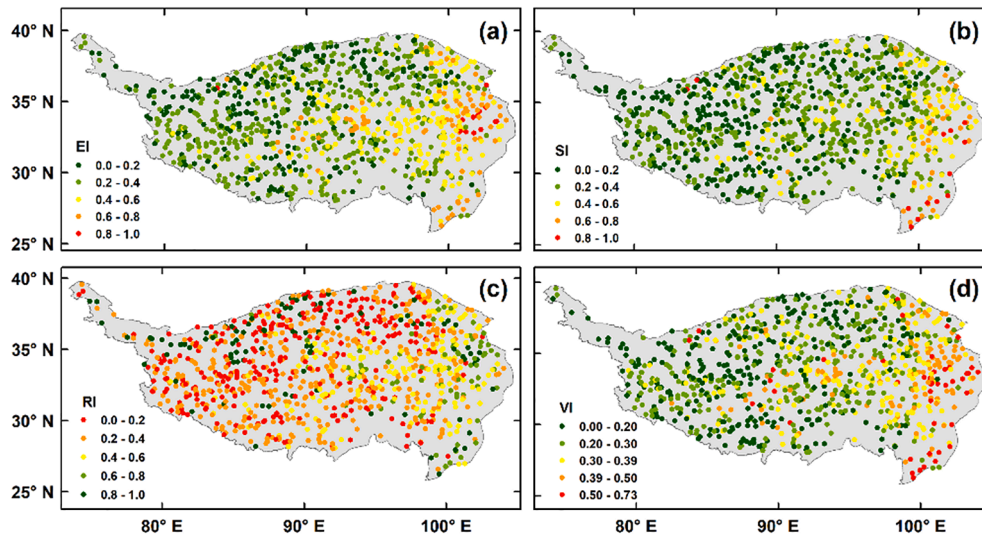 40° N
35° N
30° N
25° N
(a)
EI
0.0 - 0.2
0.2 - 0.4
0.4 - 0.6
0.6 - 0.8
0.8 - 1.0
(b)
SI
0.0 - 0.2
0.2 - 0.4
0.4 - 0.6
0.6 - 0.8
0.8 - 1.0
40° N
35° N
30° N
25° N
(c)
RI
0.0 - 0.2
0.2 - 0.4
0.4 - 0.6
0.6 - 0.8
0.8 - 1.0
(d)
VI
0.00 - 0.20
0.20 - 0.30
0.30 - 0.39
0.39 - 0.50
0.50 - 0.73
80° E 90° E 100° E
80° E 90° E 100° E